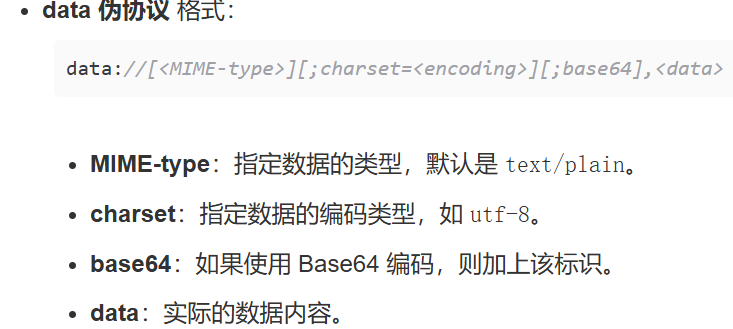 data 伪协议 格式：
data://[<MIME-type>][;charset=<encoding>][;base64],<data>
MIME-type：指定数据的类型，默认是 text/plain。
charset：指定数据的编码类型，如 utf-8。
base64：如果使用 Base64 编码，则加上该标识。
data：实际的数据内容。